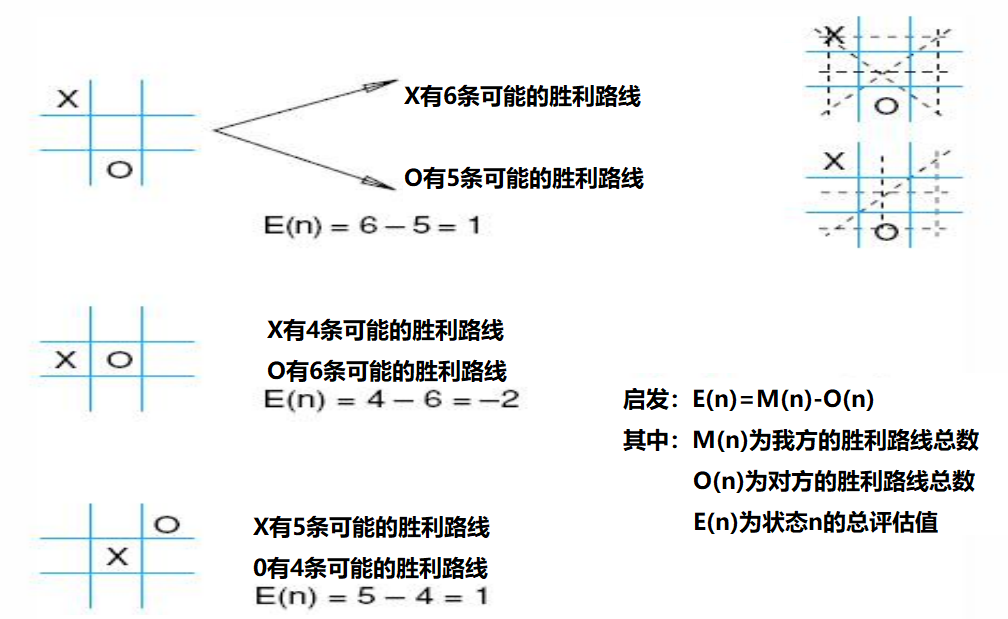 X
O
X有6条可能的胜利路线
O有5条可能的胜利路线
E(n) = 6 – 5 = 1
X
O
X
O
X O
X有4条可能的胜利路线
O有6条可能的胜利路线
E(n) = 4 – 6 = –2
启发：E(n)=M(n)-O(n)
其中：M(n)为我方的胜利路线总数
O(n)为对方的胜利路线总数
E(n)为状态n的总评估值
O
X
X有5条可能的胜利路线
0有4条可能的胜利路线
E(n) = 5 – 4 = 1